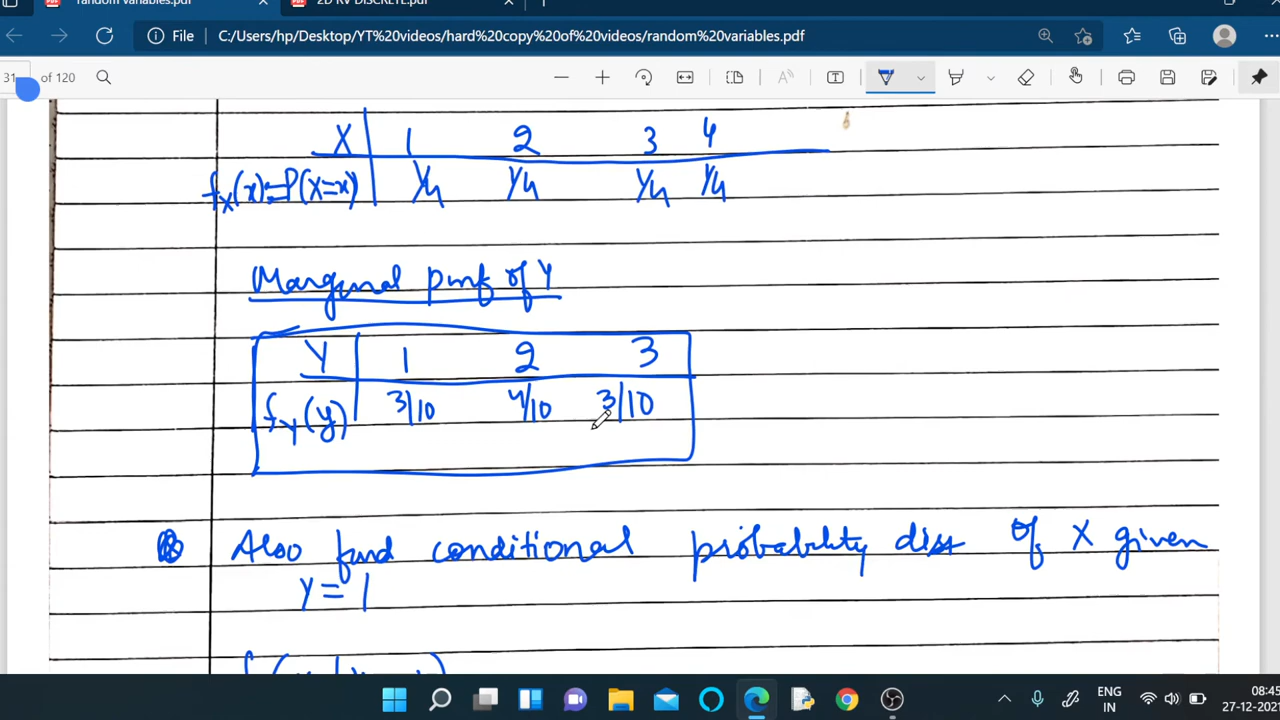 random variables.pdf
2D RV DISCRETE.pdf
File C:/Users/hp/Desktop/YT%20videos/hard%20copy%20of%20videos/random%20variables.pdf
31 of 120
X 1 2 3 4
fX(x)=P(X=x) 1/4 1/4 1/4 1/4
Marginal pmf of Y
Y 1 2 3
fY(y) 3/10 4/10 3/10
Also find conditional probability dist of X given
Y = 1
ENG
IN
08:45
27-12-202